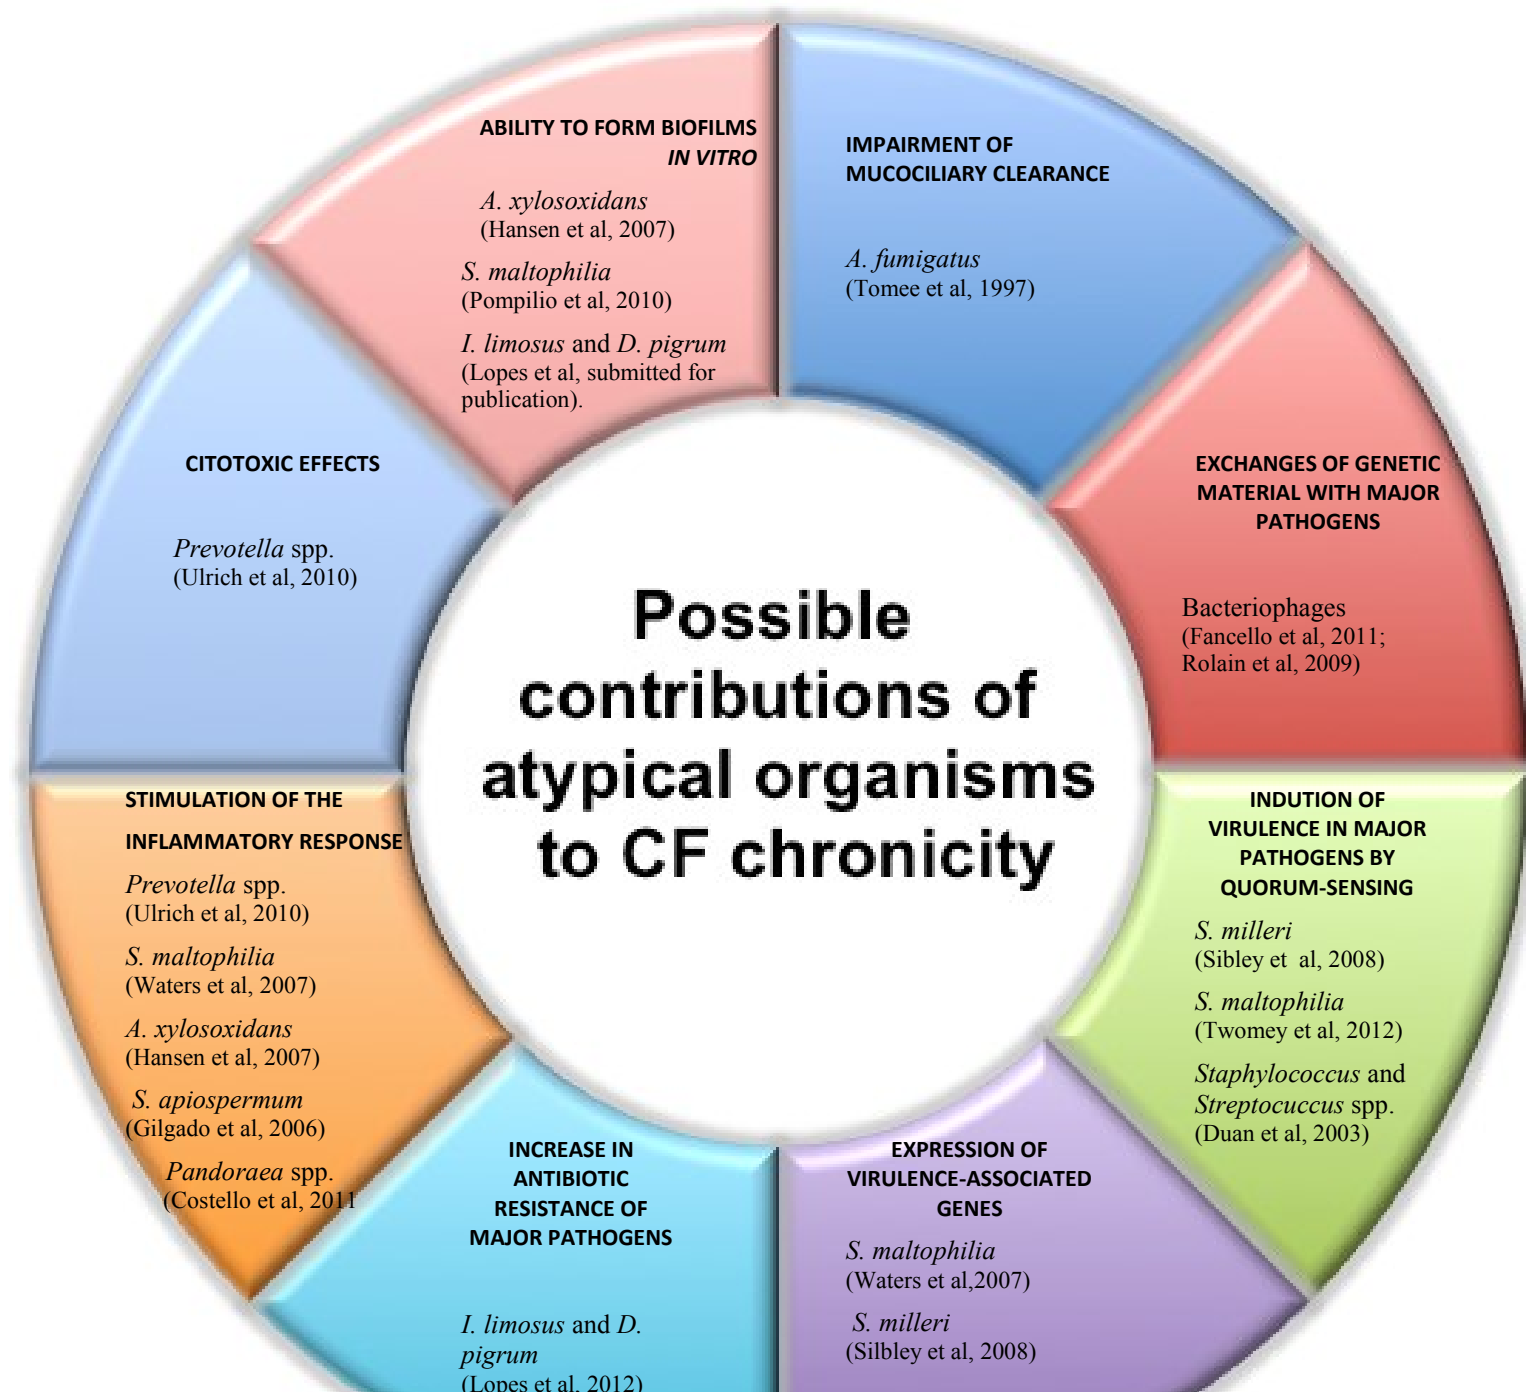 ABILITY TO FORM BIOFILMS
IN VITRO
A. xylosoxidans
(Hansen et al, 2007)
S. maltophilia
(Pompilio et al, 2010)
I. limosus and D. pigrum
(Lopes et al, submitted for
publication).
IMPAIRMENT OF
MUCOCILIARY CLEARANCE
A. fumigatus
(Tomee et al, 1997)
EXCHANGES OF GENETIC
MATERIAL WITH MAJOR
PATHOGENS
Bacteriophages
(Fancello et al, 2011;
Rolain et al, 2009)
INDUTION OF
VIRULENCE IN MAJOR
PATHOGENS BY
QUORUM-SENSING
S. milleri
(Sibley et al, 2008)
S. maltophilia
(Twomey et al, 2012)
Staphylococcus and
Streptocuccus spp.
(Duan et al, 2003)
EXPRESSION OF
VIRULENCE-ASSOCIATED
GENES
S. maltophilia
(Waters et al,2007)
S. milleri
(Silbley et al, 2008)
INCREASE IN
ANTIBIOTIC
RESISTANCE OF
MAJOR PATHOGENS
I. limosus and D.
pigrum
(Lopes et al, 2012)
STIMULATION OF THE
INFLAMMATORY RESPONSE
Prevotella spp.
(Ulrich et al, 2010)
S. maltophilia
(Waters et al, 2007)
A. xylosoxidans
(Hansen et al, 2007)
S. apiospermum
(Gilgado et al, 2006)
Pandoraea spp.
(Costello et al, 2011
CITOTOXIC EFFECTS
Prevotella spp.
(Ulrich et al, 2010)
Possible
contributions of
atypical organisms
to CF chronicity